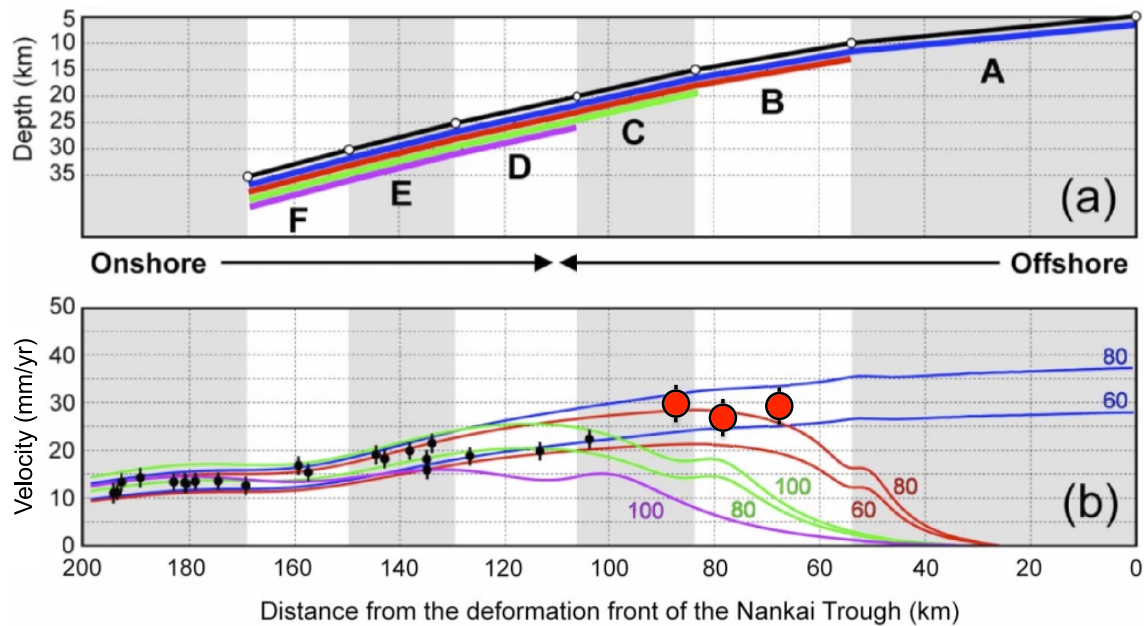 5
10
15
20
25
30
35
Depth (km)
A
B
C
D
E
F
(a)
Onshore
Offshore
50
40
30
20
10
0
Velocity (mm/yr)
80
60
100
80
80
60
100
(b)
200
180
160
140
120
100
80
60
40
20
0
Distance from the deformation front of the Nankai Trough (km)